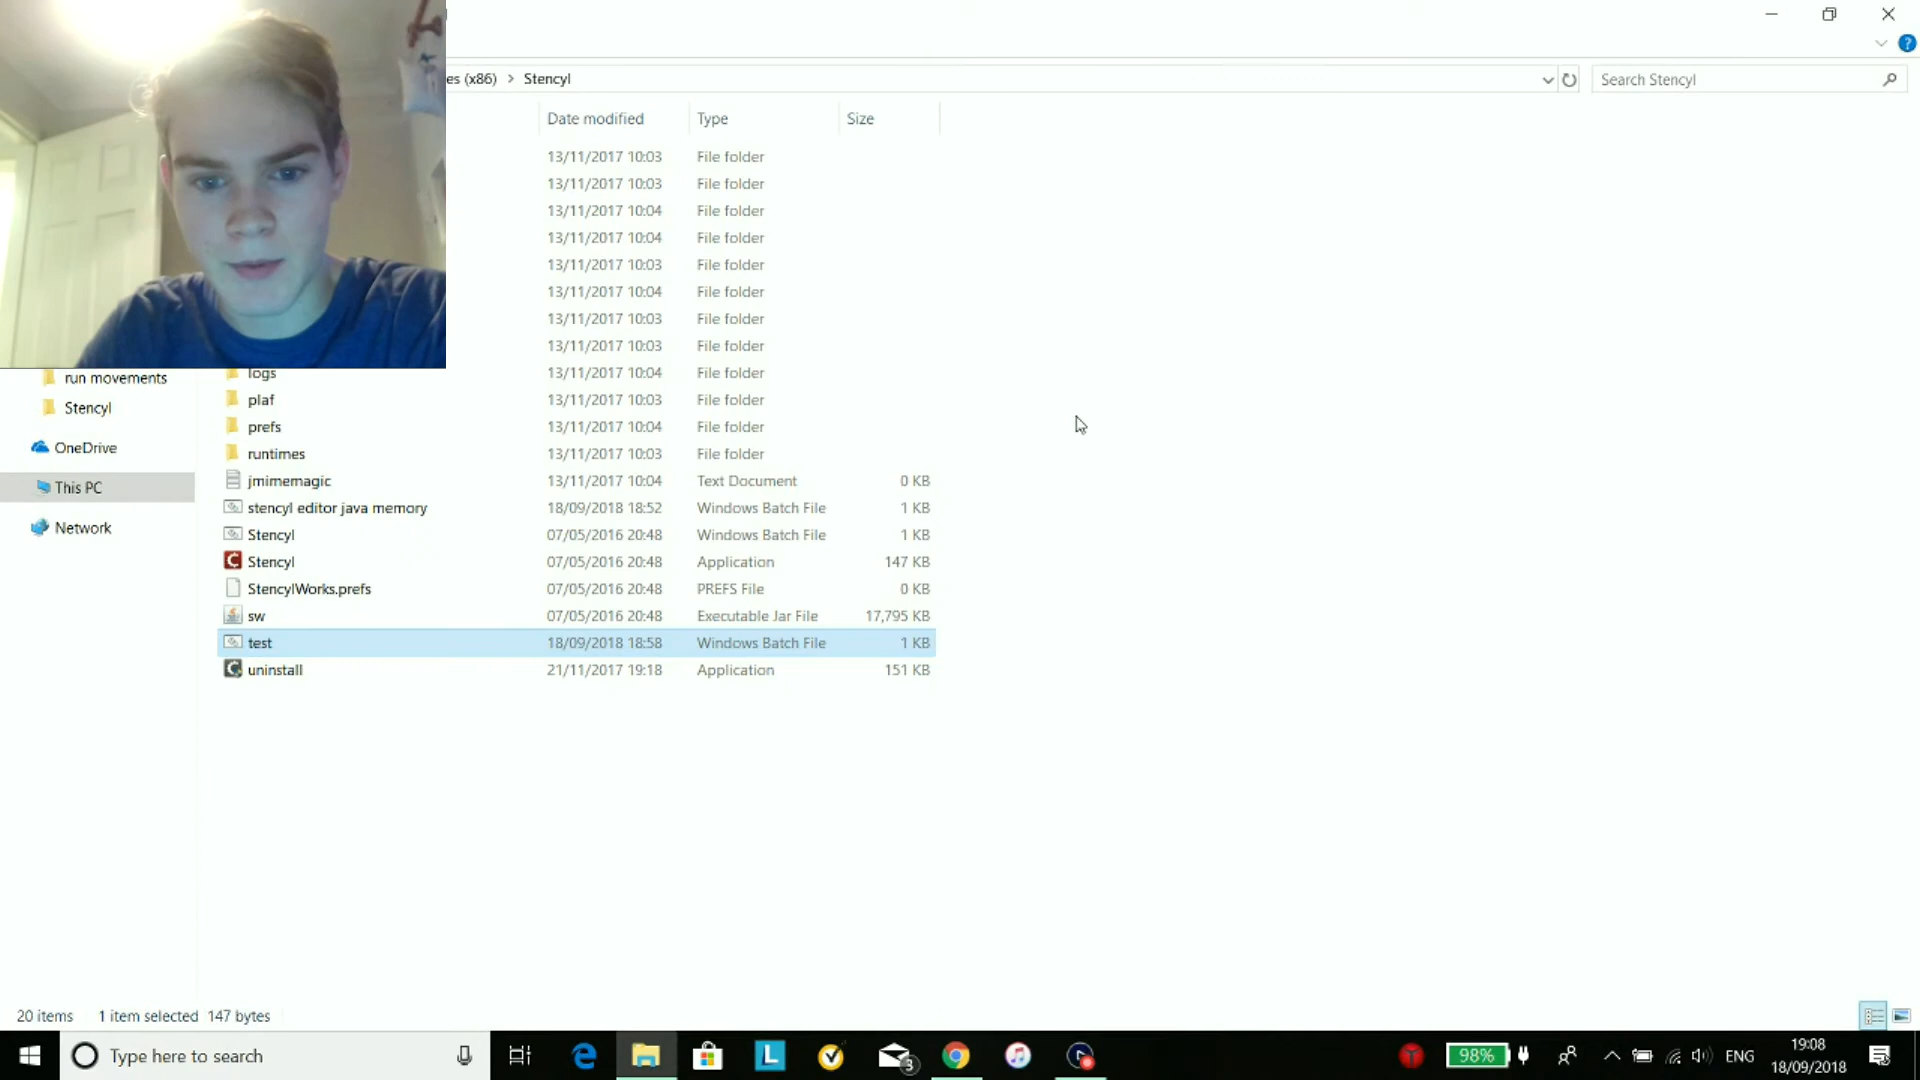 es (x86) > Stencyl
Search Stencyl
Date modified Type Size
13/11/2017 10:03 File folder
13/11/2017 10:03 File folder
13/11/2017 10:04 File folder
13/11/2017 10:04 File folder
13/11/2017 10:03 File folder
13/11/2017 10:04 File folder
13/11/2017 10:03 File folder
13/11/2017 10:03 File folder
logs 13/11/2017 10:04 File folder
plaf 13/11/2017 10:03 File folder
prefs 13/11/2017 10:04 File folder
runtimes 13/11/2017 10:03 File folder
jmimemagic 13/11/2017 10:04 Text Document 0 KB
stencyl editor java memory 18/09/2018 18:52 Windows Batch File 1 KB
Stencyl 07/05/2016 20:48 Windows Batch File 1 KB
Stencyl 07/05/2016 20:48 Application 147 KB
StencylWorks.prefs 07/05/2016 20:48 PREFS File 0 KB
sw 07/05/2016 20:48 Executable Jar File 17,795 KB
test 18/09/2018 18:58 Windows Batch File 1 KB
uninstall 21/11/2017 19:18 Application 151 KB
run movements
Stencyl
OneDrive
This PC
Network
20 items 1 item selected 147 bytes
Type here to search
L
3
98%
ENG
19:08
18/09/2018